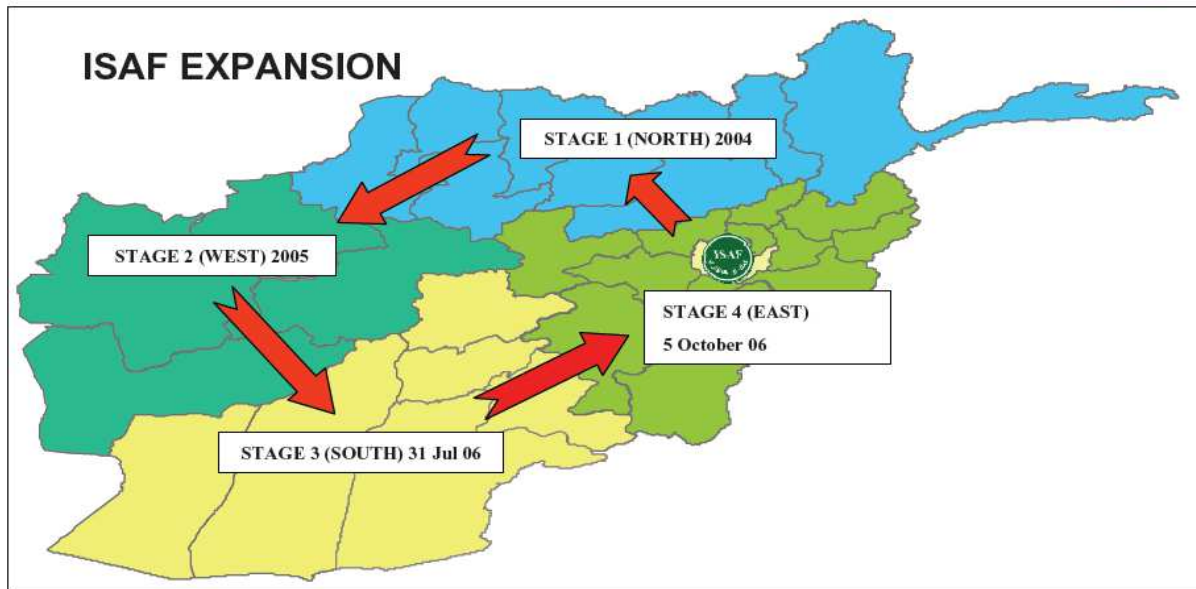 ISAF EXPANSION
STAGE 1 (NORTH) 2004
STAGE 2 (WEST) 2005
ISAF
STAGE 4 (EAST)
5 October 06
STAGE 3 (SOUTH) 31 Jul 06